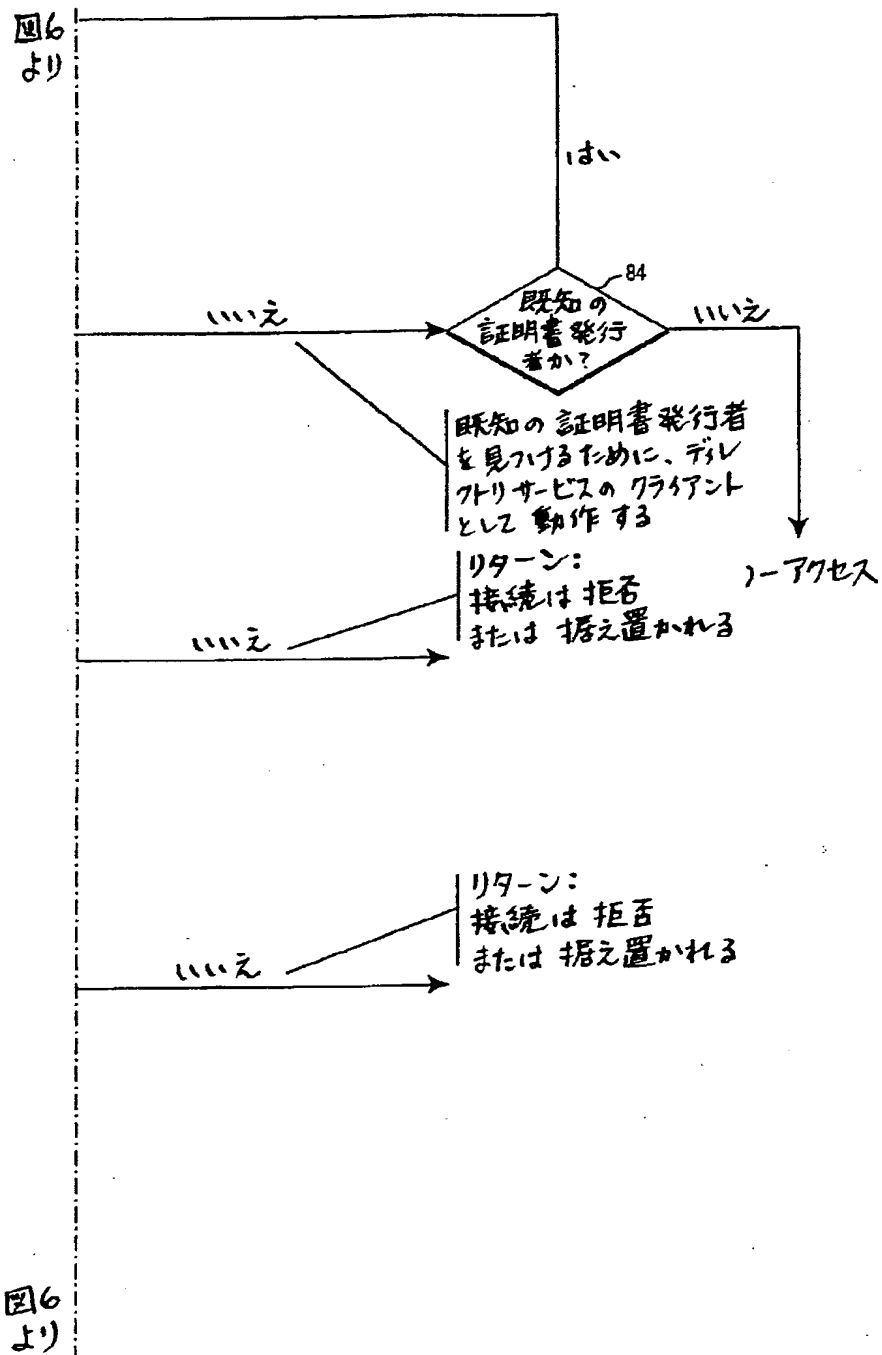 図6
より
はい
84
既知の
証明書発行
者か?
いいえ
いいえ
既知の証明書発行者
を見つけるために、ディレ
クトリサービスのクライアント
として動作する
ノーアクセス
リターン:
接続は拒否
または据え置かれる
いいえ
リターン:
接続は拒否
または据え置かれる
いいえ
図6
より